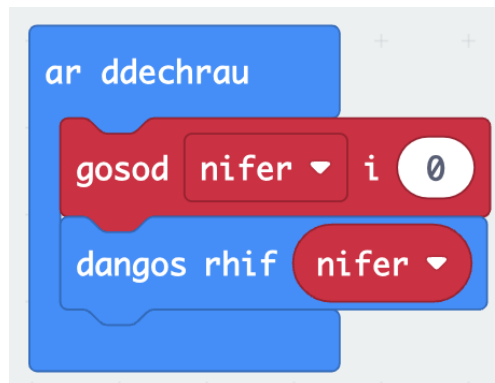 ar ddechrau
gosod nifer i 0
dangos rhif nifer